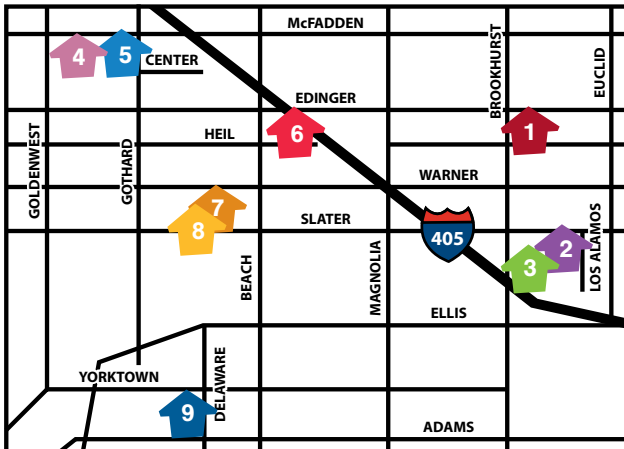 McFADDEN
4
5
CENTER
BROOKHURST
EUCLID
EDINGER
HEIL
6
1
GOLDENWEST
GOTHARD
WARNER
7
8
SLATER
405
2
3
LOS ALAMOS
BEACH
MAGNOLIA
ELLIS
YORKTOWN
DELAWARE
9
ADAMS